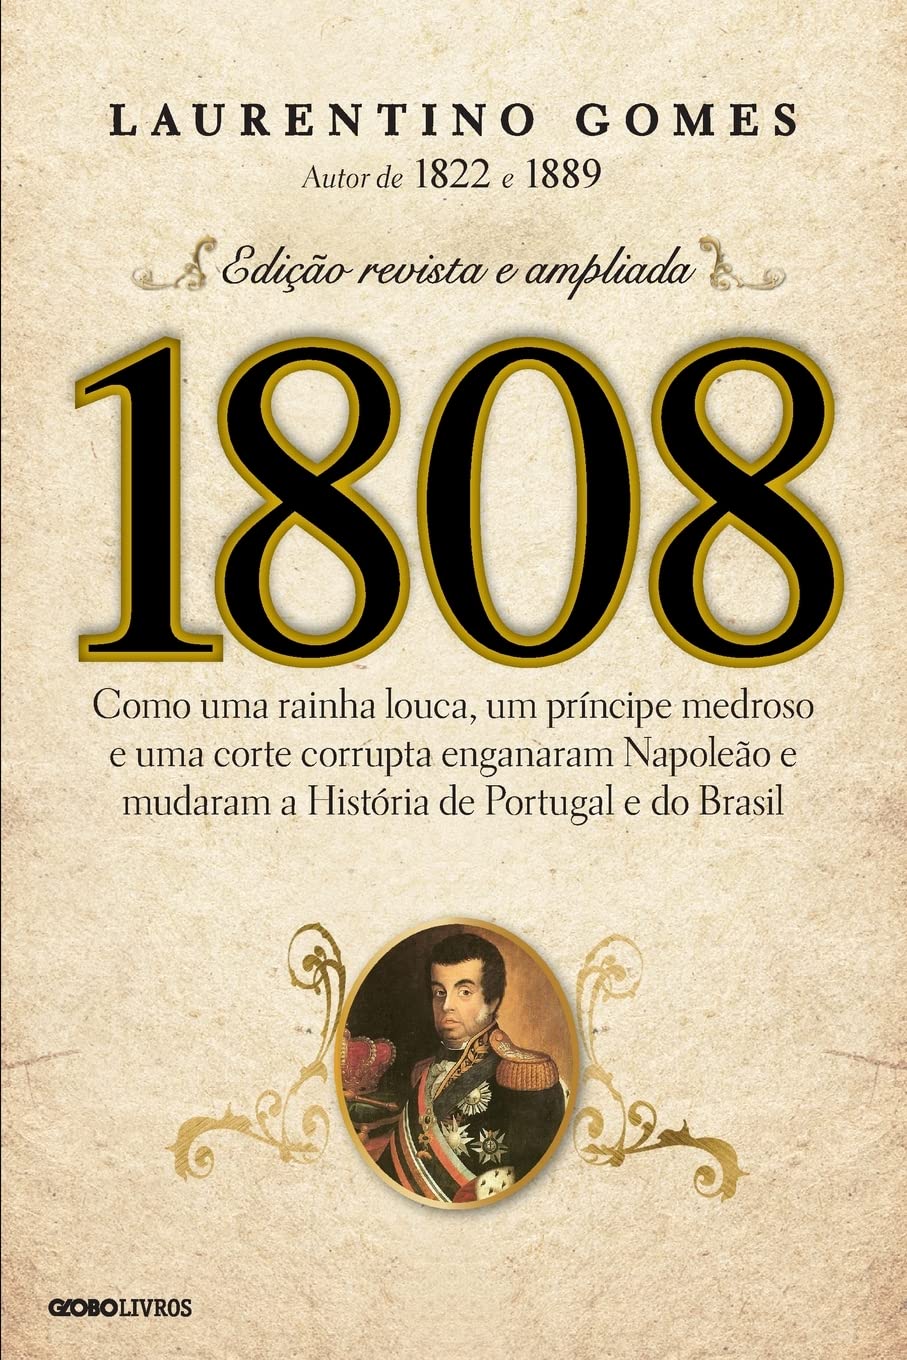 LAURENTINO GOMES
Autor de 1822 e 1889
Edição revista e ampliada
1808
Como uma rainha louca, um príncipe medroso
e uma corte corrupta enganaram Napoleão e
mudaram a História de Portugal e do Brasil
GLOBOLIVROS